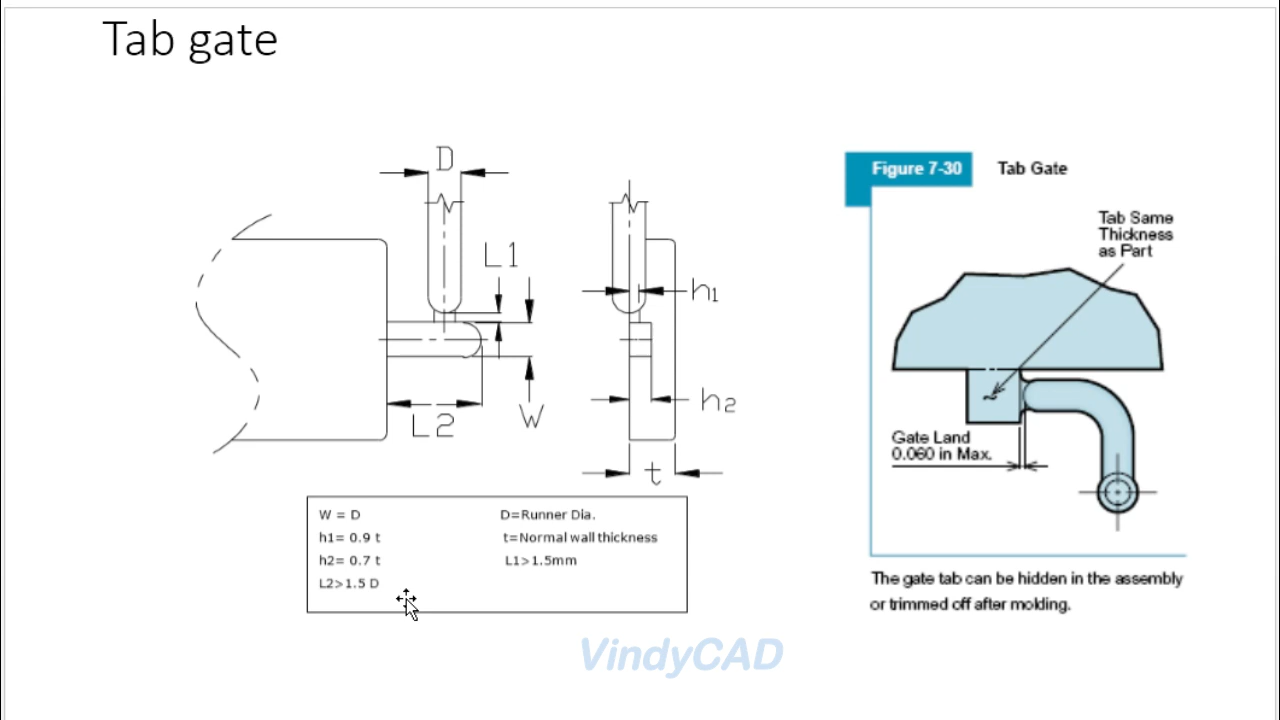 Tab gate
D
L1
h1
h2
W
L2
t
W = D
D=Runner Dia.
h1= 0.9 t
t=Normal wall thickness
h2= 0.7 t
L1>1.5mm
L2>1.5 D
Figure 7-30
Tab Gate
Tab Same
Thickness
as Part
Gate Land
0.060 in Max.
The gate tab can be hidden in the assembly
or trimmed off after molding.
VindyCAD